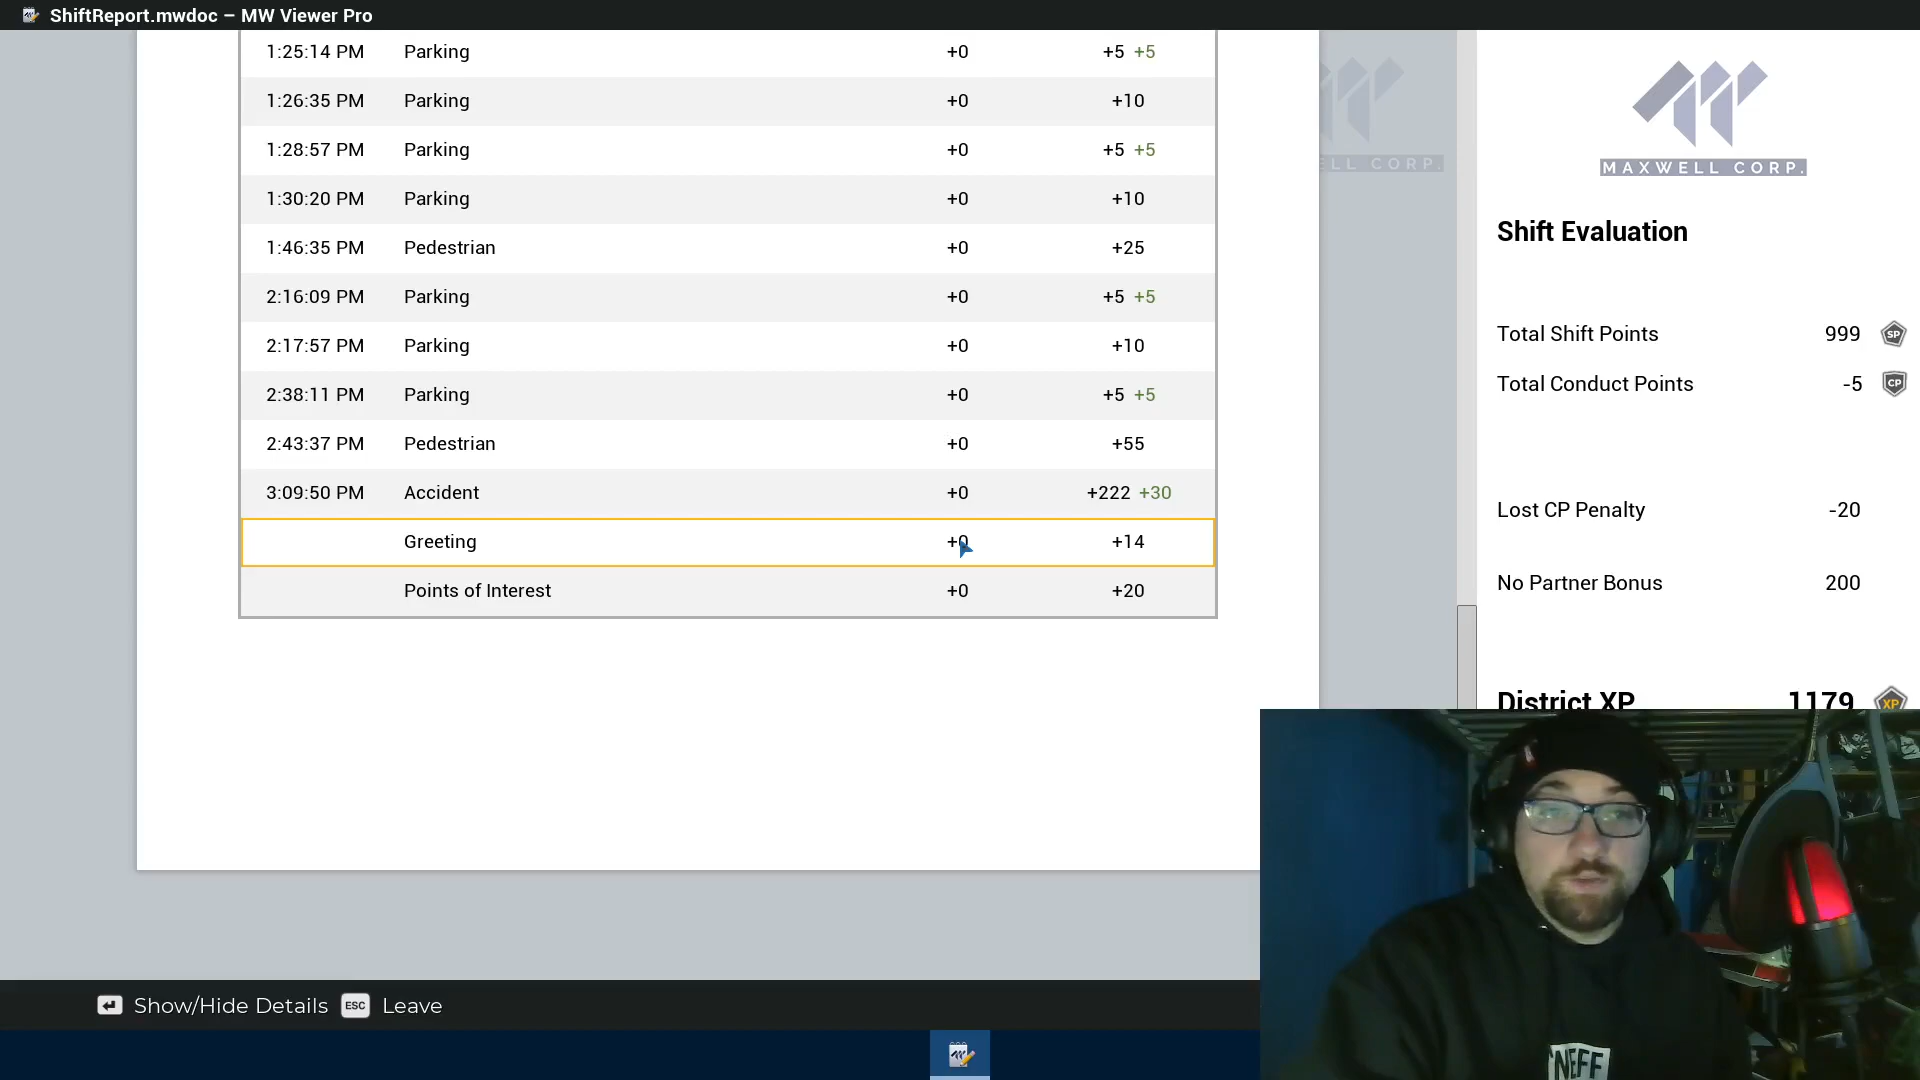 ShiftReport.mwdoc – MW Viewer Pro
1:25:14 PM Parking +0 +5 +5
1:26:35 PM Parking +0 +10
1:28:57 PM Parking +0 +5 +5
1:30:20 PM Parking +0 +10
1:46:35 PM Pedestrian +0 +25
2:16:09 PM Parking +0 +5 +5
2:17:57 PM Parking +0 +10
2:38:11 PM Parking +0 +5 +5
2:43:37 PM Pedestrian +0 +55
3:09:50 PM Accident +0 +222 +30
Greeting +0 +14
Points of Interest +0 +20
CORP.
MAXWELL CORP.
Shift Evaluation
Total Shift Points 999 SP
Total Conduct Points -5 CP
Lost CP Penalty -20
No Partner Bonus 200
District XP 1179 XP
Show/Hide Details ESC Leave
NEFF